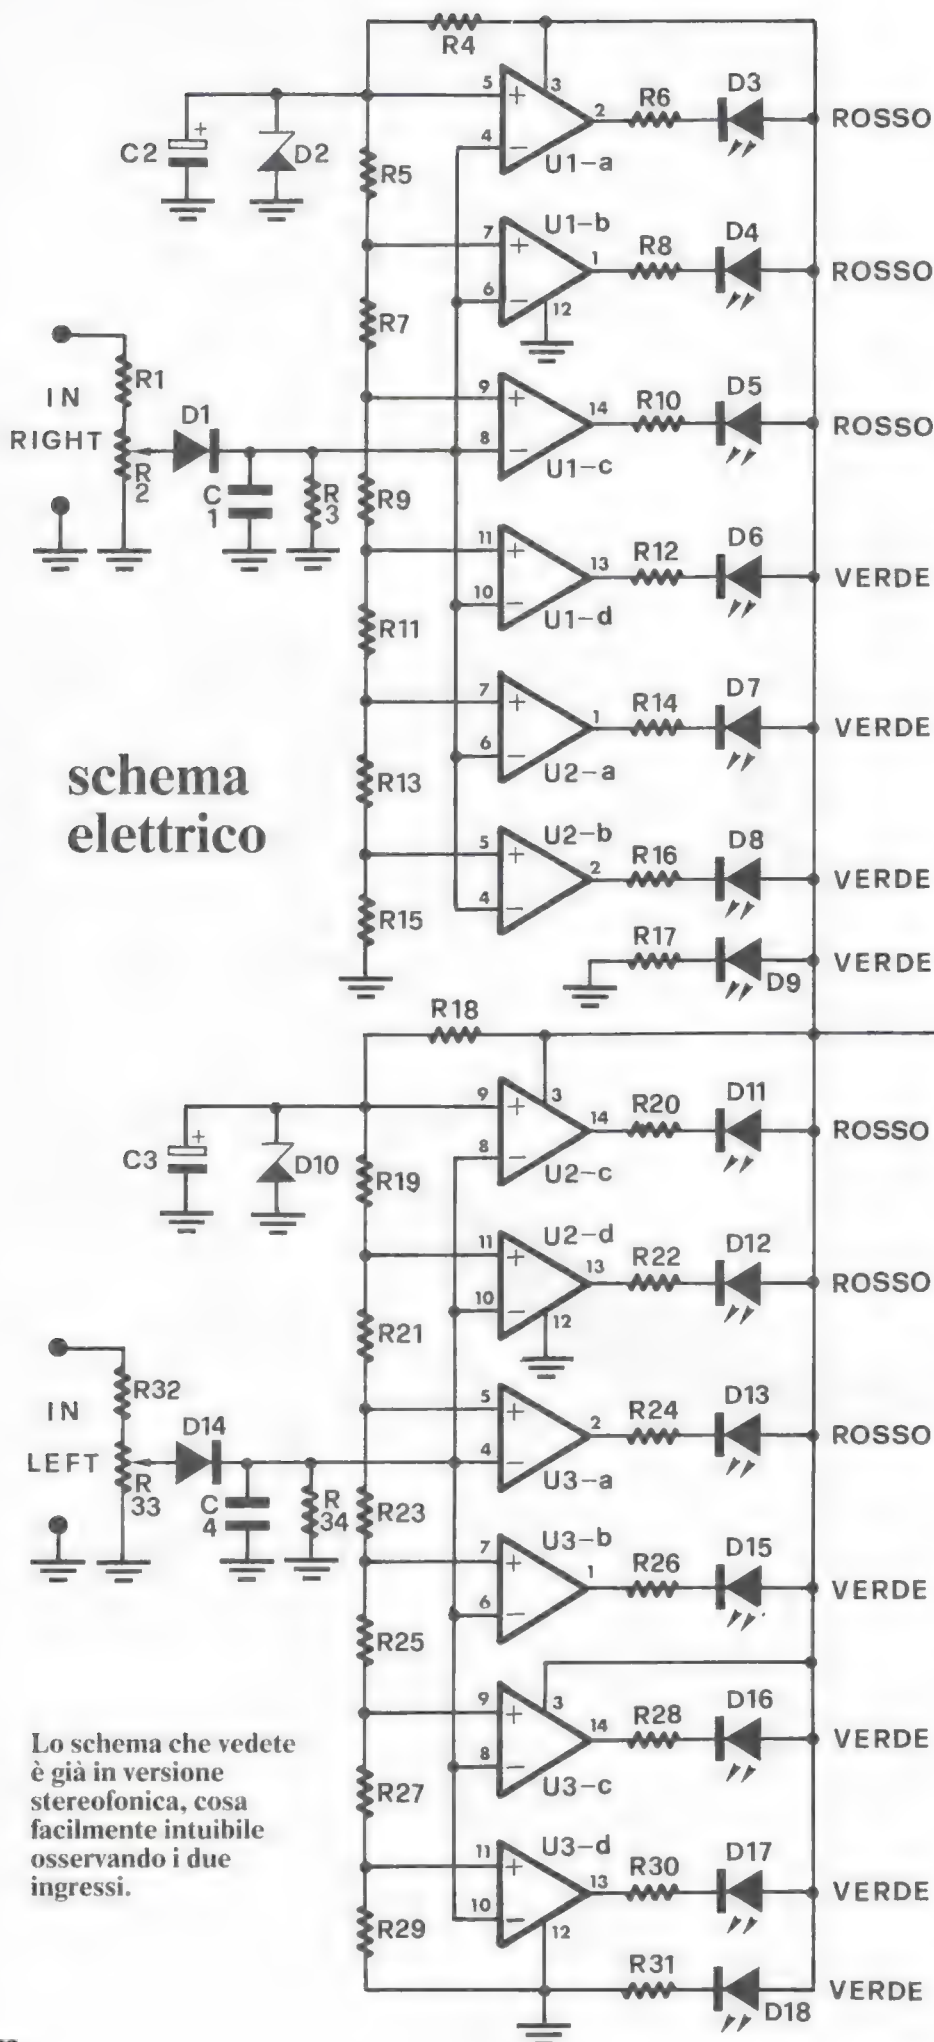 R4
5
3
4
2
U1-a
R6
D3
ROSSO
C2
+
D2
R5
U1-b
7
6
1
12
R8
D4
ROSSO
R7
IN
RIGHT
R1
R
2
D1
C
1
R
3
9
8
14
U1-c
R10
D5
ROSSO
R9
11
10
13
U1-d
R12
D6
VERDE
R11
7
6
1
U2-a
R14
D7
VERDE
schema
elettrico
R13
U2-b
5
4
2
R16
D8
VERDE
R15
R17
D9
VERDE
R18
9
3
8
14
U2-c
R20
D11
ROSSO
C3
+
D10
R19
U2-d
11
10
13
12
R22
D12
ROSSO
R21
IN
LEFT
R32
R
33
D14
C
4
R
34
5
4
2
U3-a
R24
D13
ROSSO
R23
U3-b
7
6
1
R26
D15
VERDE
R25
9
3
8
14
U3-c
R28
D16
VERDE
Lo schema che vedete
è già in versione
stereofonica, cosa
facilmente intuibile
osservando i due
ingressi.
R27
U3-d
11
10
13
12
R30
D17
VERDE
R29
R31
D18
VERDE